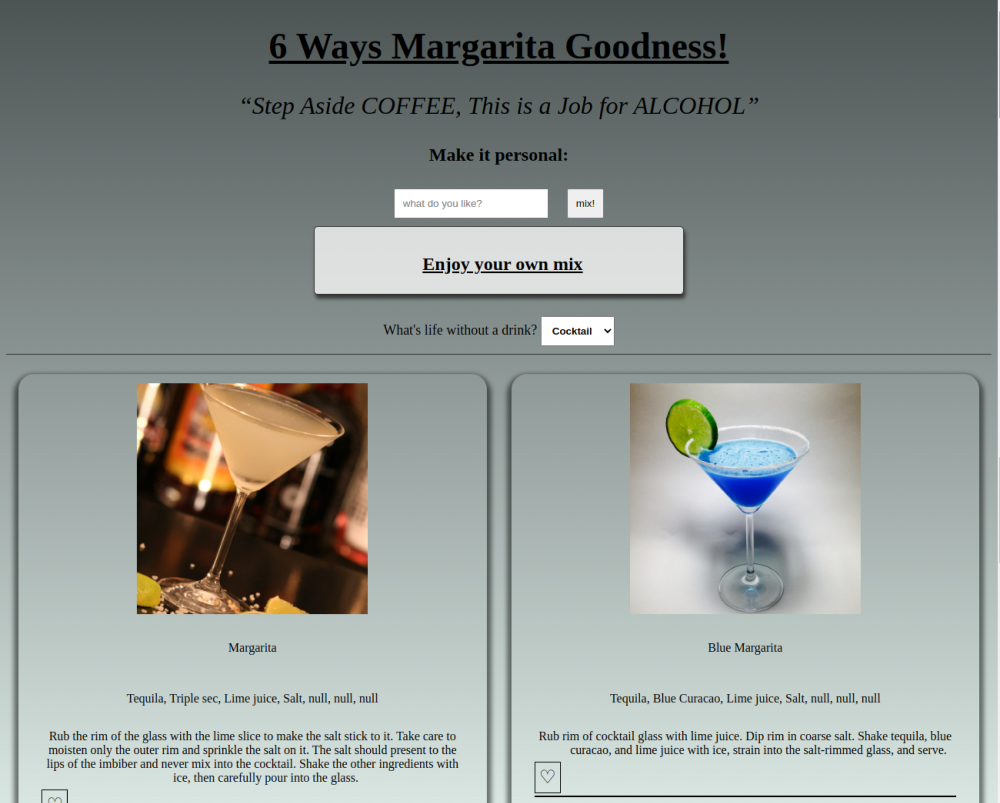 6 Ways Margarita Goodness!
“Step Aside COFFEE, This is a Job for ALCOHOL”
Make it personal:
what do you like?
mix!
Enjoy your own mix
What's life without a drink? Cocktail
Margarita
Tequila, Triple sec, Lime juice, Salt, null, null, null
Rub the rim of the glass with the lime slice to make the salt stick to it. Take care to
moisten only the outer rim and sprinkle the salt on it. The salt should present to the
lips of the imbiber and never mix into the cocktail. Shake the other ingredients with
ice, then carefully pour into the glass.
Blue Margarita
Tequila, Blue Curacao, Lime juice, Salt, null, null, null
Rub rim of cocktail glass with lime juice. Dip rim in coarse salt. Shake tequila, blue
curacao, and lime juice with ice, strain into the salt-rimmed glass, and serve.